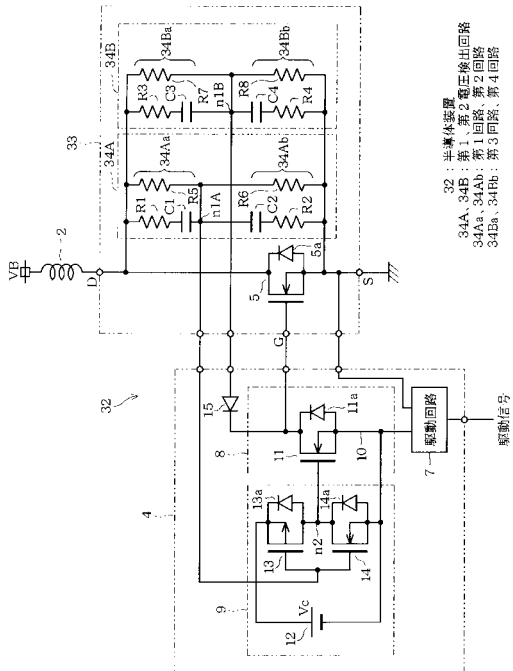 VB
2
D
33
34A
34B
R1
C1
R5
34Aa
n1A
R6
C2
R2
34Ab
R3
C3
R7
34Ba
n1B
R8
C4
R4
34Bb
5
5a
S
G
32
4
15
8
11
11a
10
9
13
13a
n2
14
14a
12
Vc
7
駆動回路
駆動信号
32：半導体装置
34A、34B：第１、第２電圧検出回路
34Aa、34Ab：第１回路、第２回路
34Ba、34Bb：第３回路、第４回路